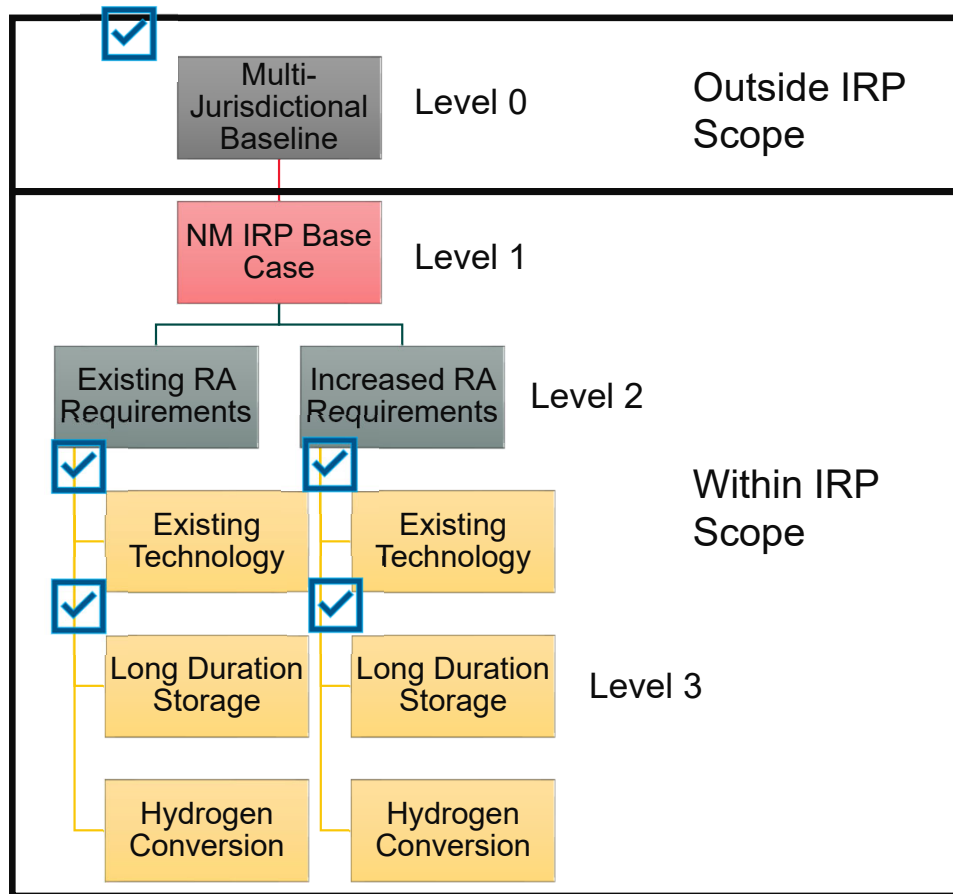 Multi-
Jurisdictional
Baseline
Level 0
Outside IRP
Scope
NM IRP Base
Case
Level 1
Existing RA
Requirements
Increased RA
Requirements
Level 2
Within IRP
Scope
Existing
Technology
Existing
Technology
Long Duration
Storage
Long Duration
Storage
Level 3
Hydrogen
Conversion
Hydrogen
Conversion